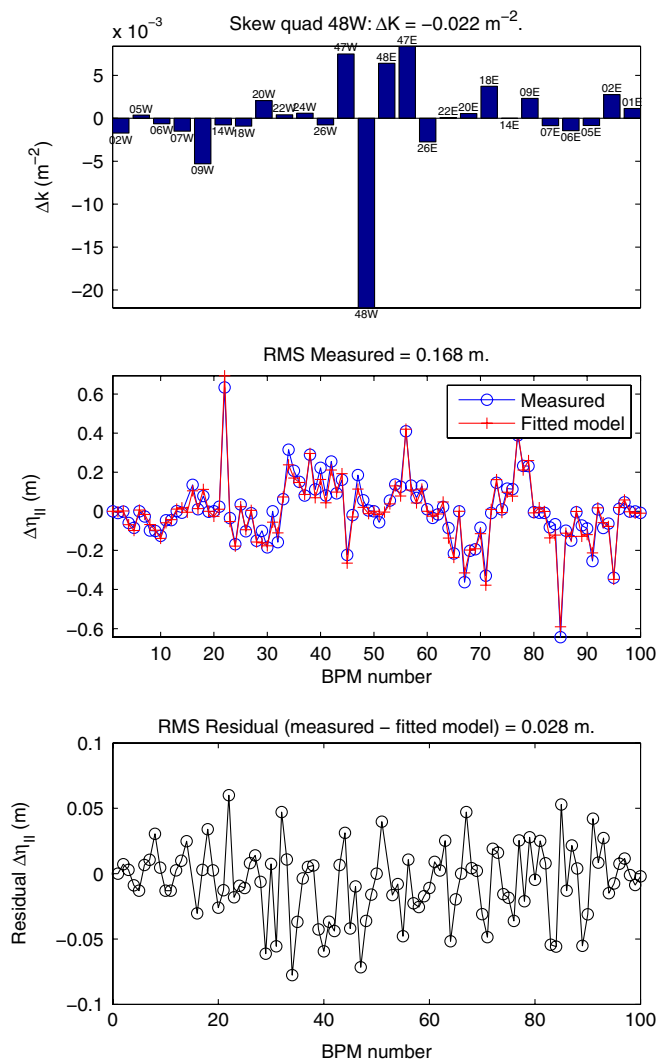 Skew quad 48W: ΔK = −0.022 m⁻².
x 10⁻³
5
0
−5
−10
−15
−20
Δk (m⁻²)
02W
05W
06W
07W
09W
14W
18W
20W
22W
24W
26W
47W
48W
48E
47E
26E
22E
20E
18E
14E
09E
07E
06E
05E
02E
01E
RMS Measured = 0.168 m.
0.6
0.4
0.2
0
−0.2
−0.4
−0.6
Δη_II (m)
Measured
Fitted model
10 20 30 40 50 60 70 80 90 100
BPM number
RMS Residual (measured − fitted model) = 0.028 m.
0.1
0.05
0
−0.05
−0.1
Residual Δη_II (m)
0 20 40 60 80 100
BPM number